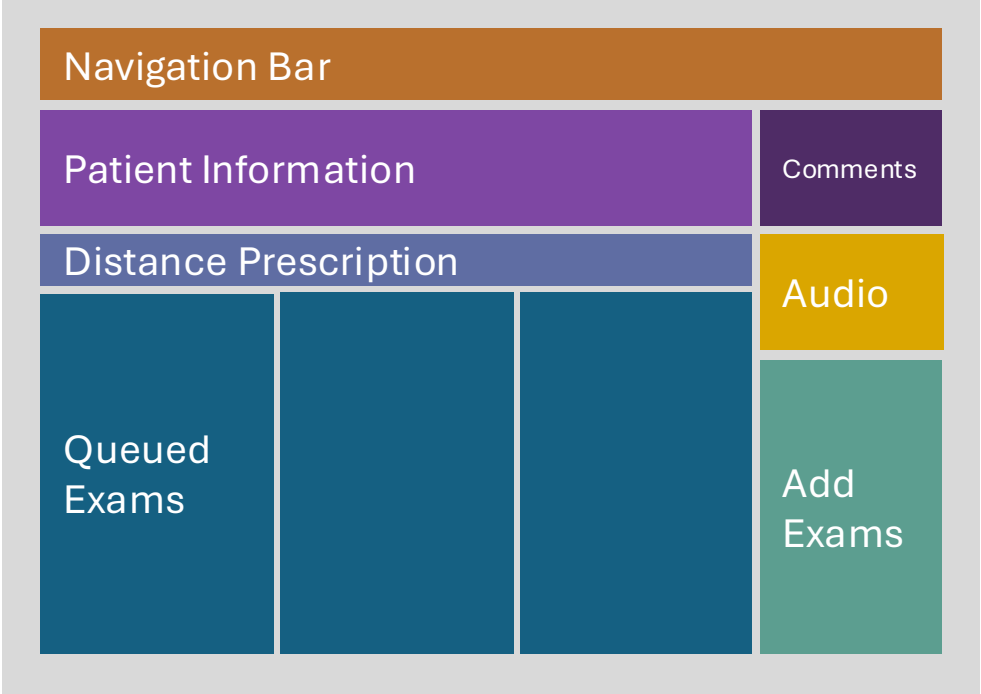 Navigation Bar
Patient Information
Comments
Distance Prescription
Audio
Queued
Exams
Add
Exams